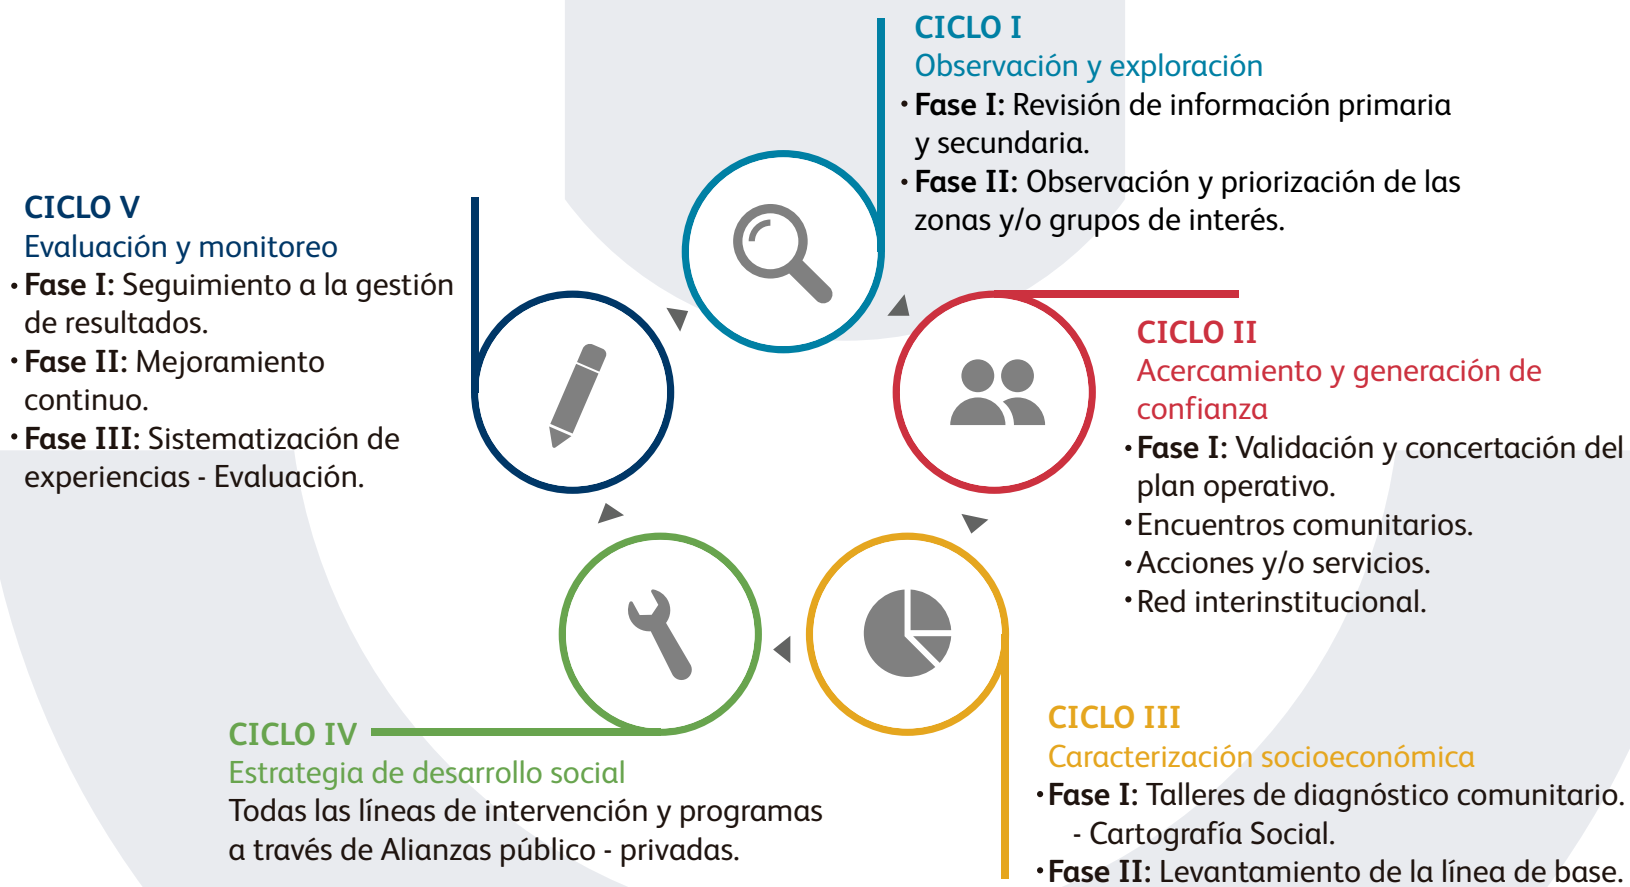 CICLO I
Observación y exploración
· Fase I: Revisión de información primaria
y secundaria.
· Fase II: Observación y priorización de las
zonas y/o grupos de interés.
CICLO II
Acercamiento y generación de
confianza
· Fase I: Validación y concertación del
plan operativo.
· Encuentros comunitarios.
· Acciones y/o servicios.
· Red interinstitucional.
CICLO III
Caracterización socioeconómica
· Fase I: Talleres de diagnóstico comunitario.
- Cartografía Social.
· Fase II: Levantamiento de la línea de base.
CICLO IV
Estrategia de desarrollo social
Todas las líneas de intervención y programas
a través de Alianzas público - privadas.
CICLO V
Evaluación y monitoreo
· Fase I: Seguimiento a la gestión
de resultados.
· Fase II: Mejoramiento
continuo.
· Fase III: Sistematización de
experiencias - Evaluación.